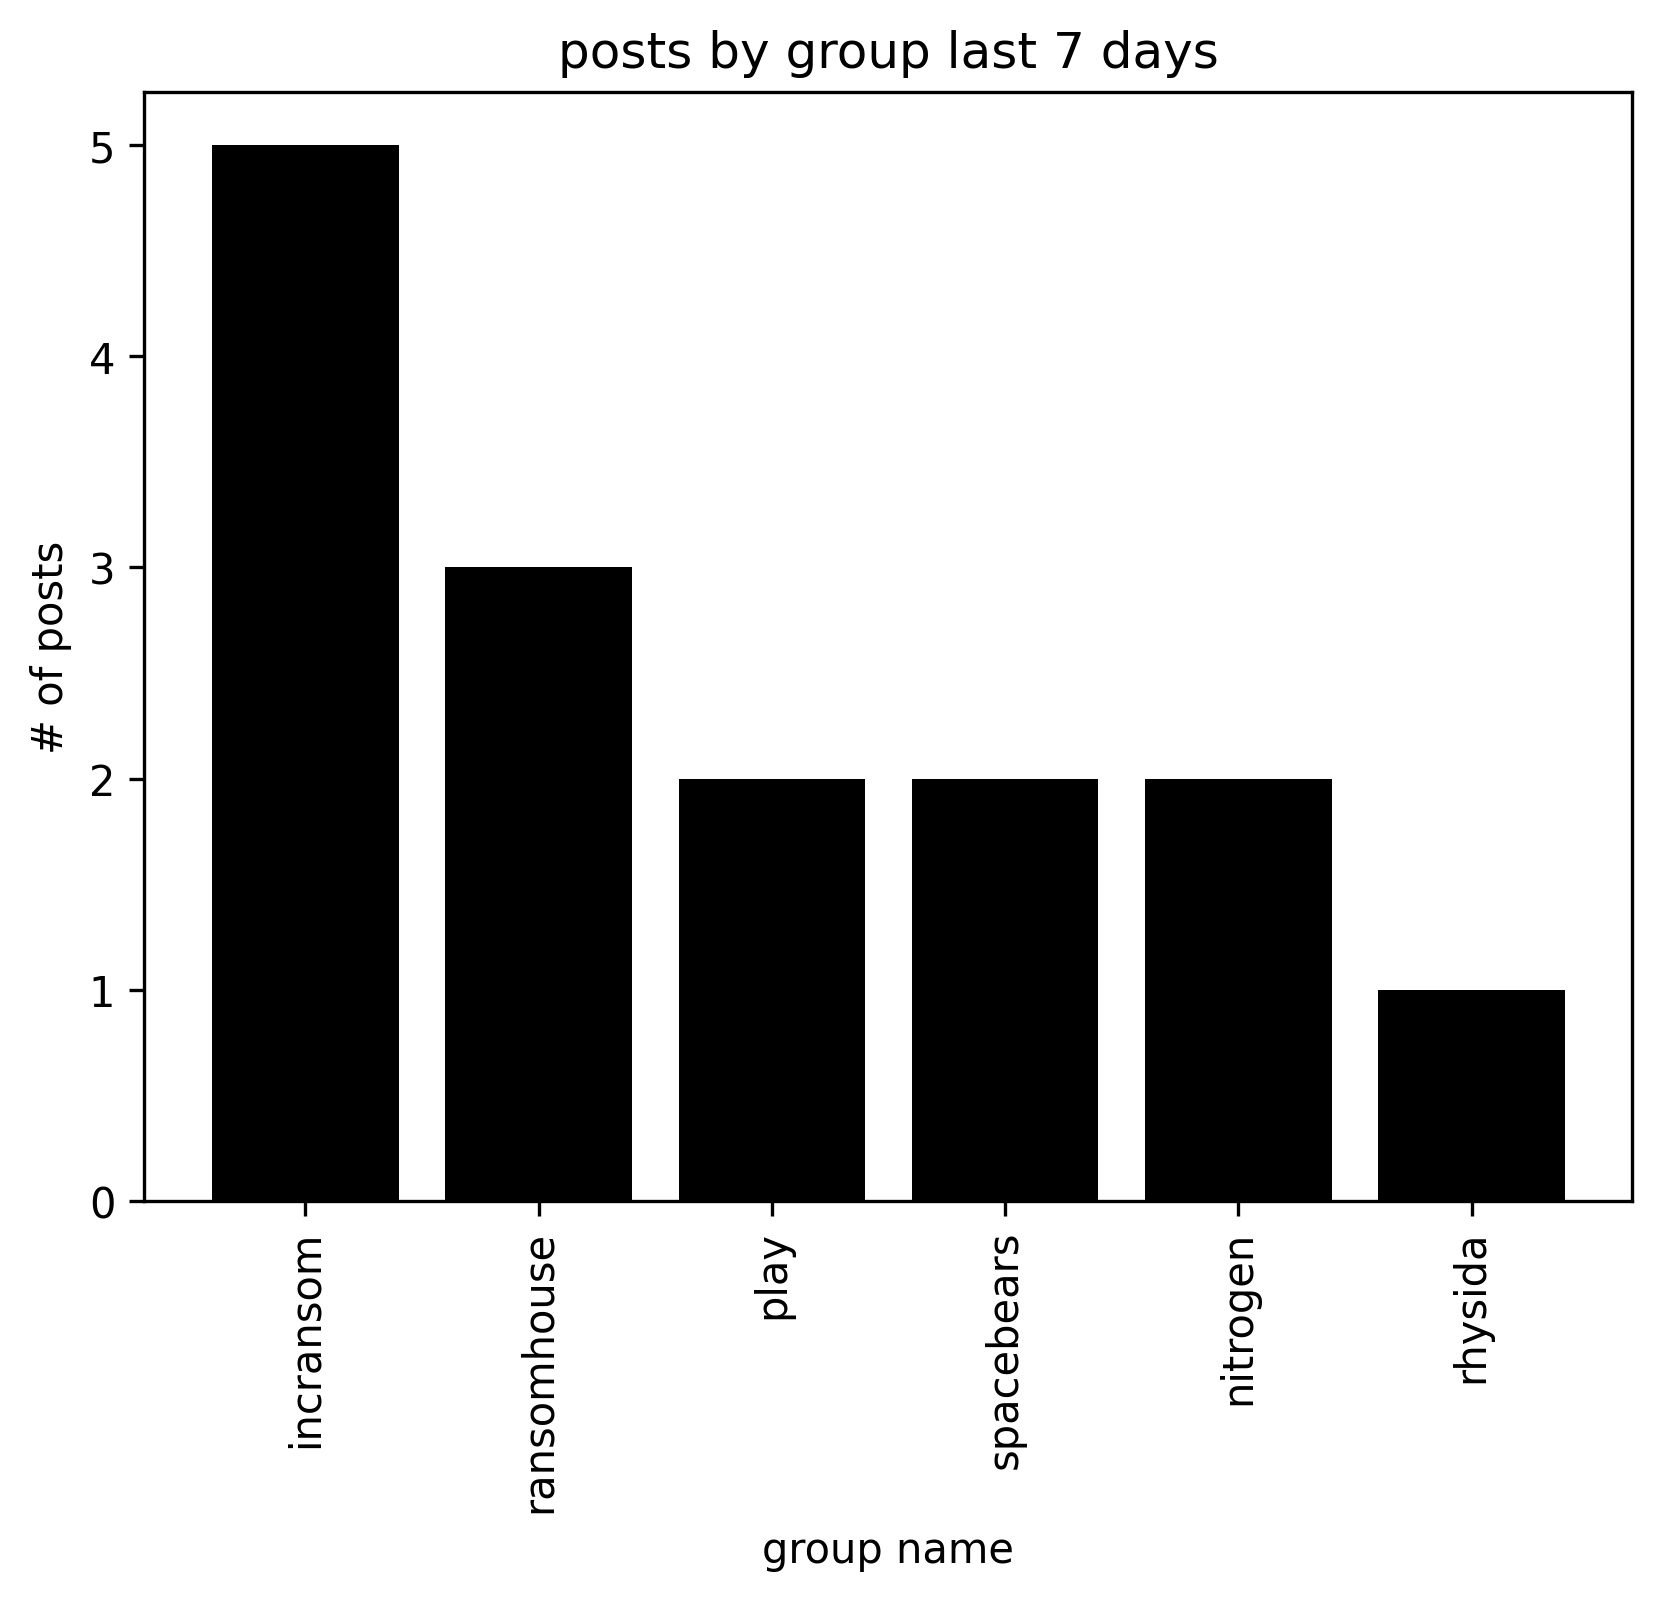 posts by group last 7 days
# of posts
5
4
3
2
1
0
incransom
ransomhouse
play
spacebears
nitrogen
rhysida
group name